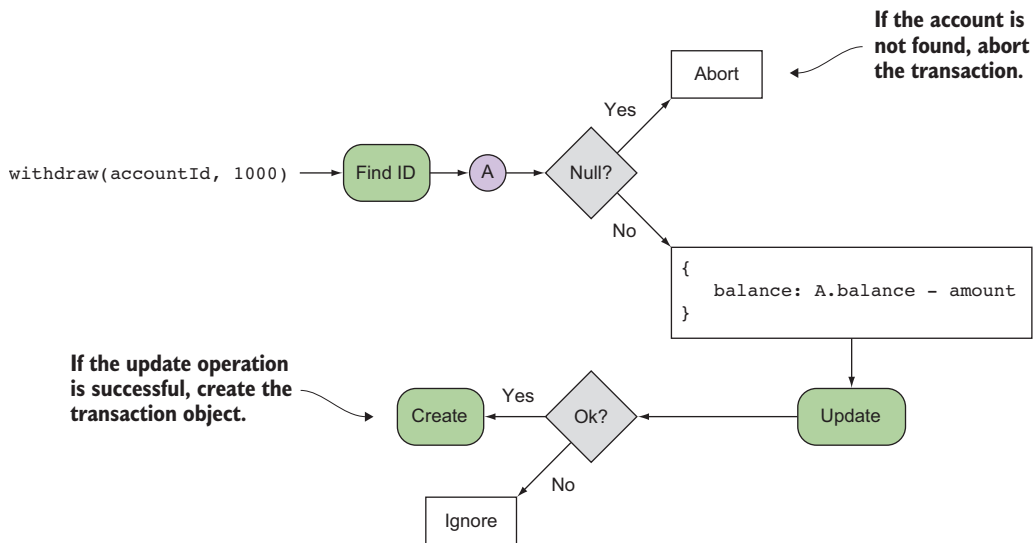 If the account is
not found, abort
the transaction.
Abort
Yes
withdraw(accountId, 1000)
Find ID
A
Null?
No
{
balance: A.balance – amount
}
If the update operation
is successful, create the
transaction object.
Create
Yes
Ok?
Update
No
Ignore